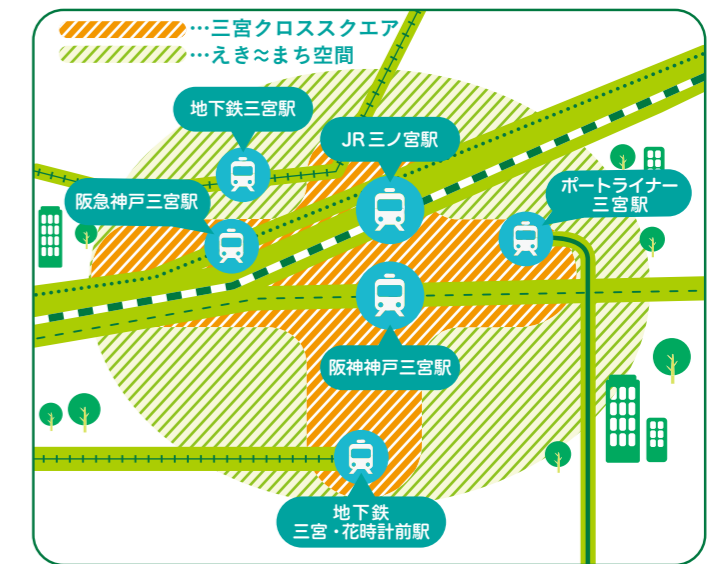 …三宮クロススクエア
…えき≈まち空間
地下鉄三宮駅
JR三ノ宮駅
阪急神戸三宮駅
ポートライナー
三宮駅
阪神神戸三宮駅
地下鉄
三宮・花時計前駅